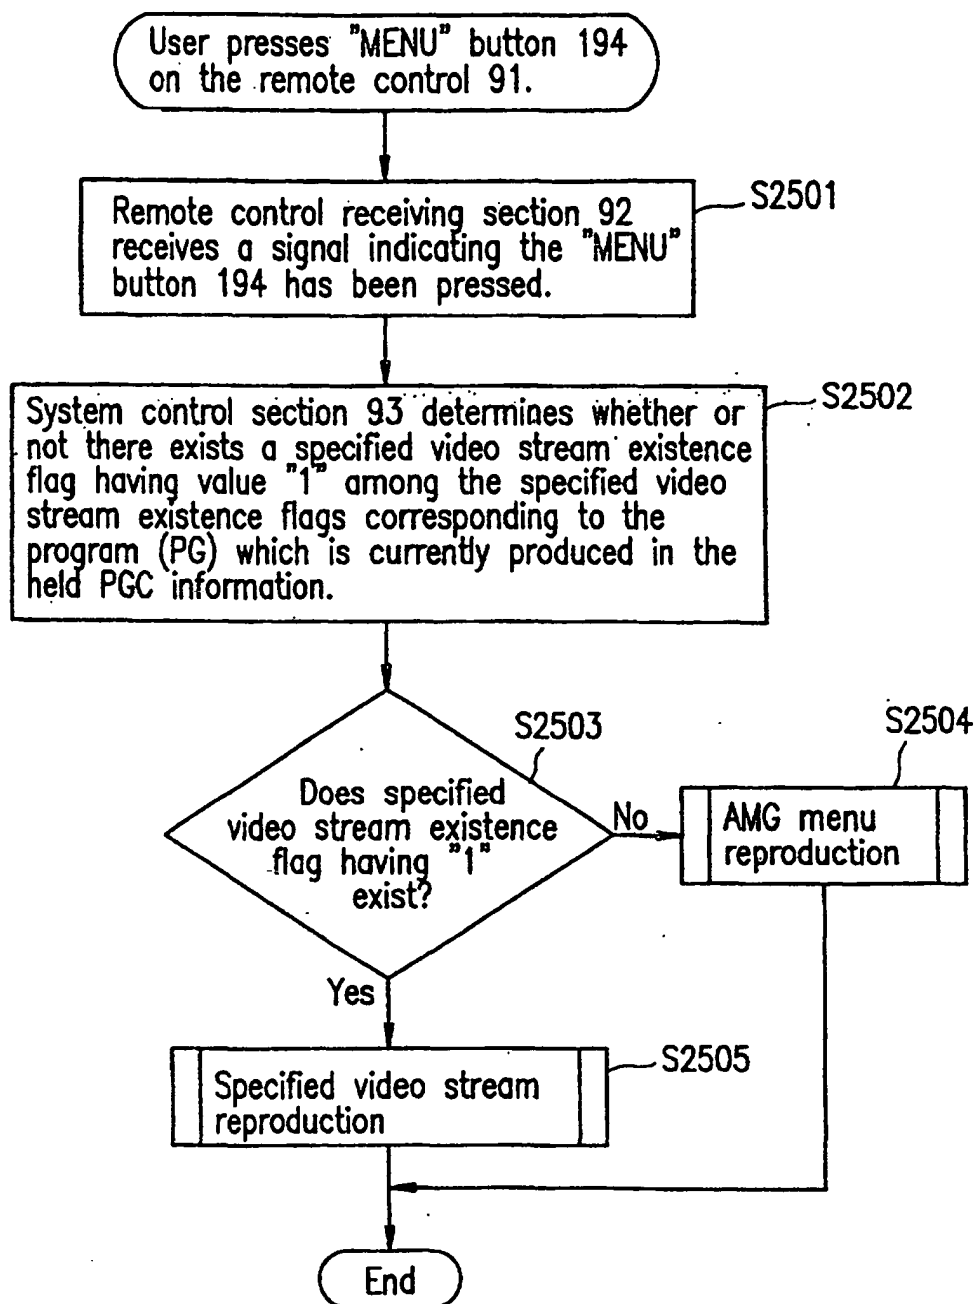 User presses "MENU" button 194
on the remote control 91.
S2501
Remote control receiving section 92
receives a signal indicating the "MENU"
button 194 has been pressed.
S2502
System control section 93 determines whether or
not there exists a specified video stream existence
flag having value "1" among the specified video
stream existence flags corresponding to the
program (PG) which is currently produced in the
held PGC information.
S2503
Does specified
video stream existence
flag having "1"
exist?
No
S2504
AMG menu
reproduction
Yes
S2505
Specified video stream
reproduction
End